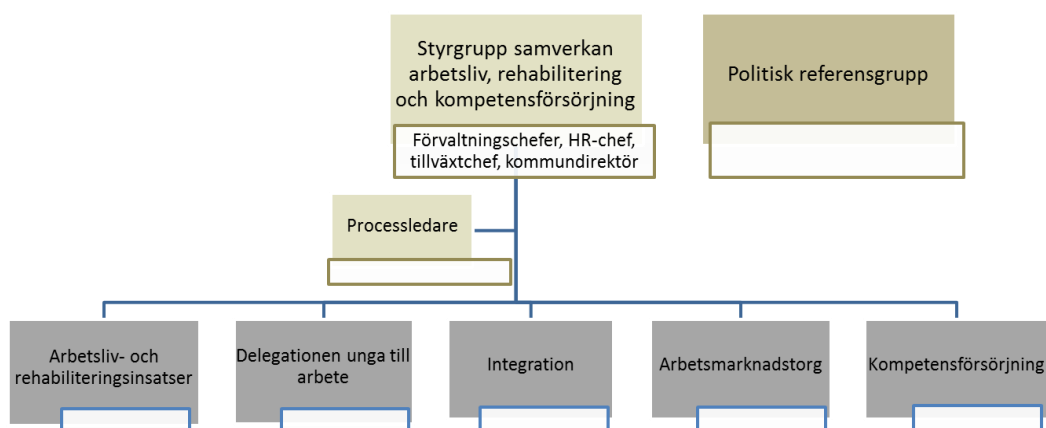 Styrgrupp samverkan
arbetsliv, rehabilitering
och kompetensförsörjning
Politisk referensgrupp
Förvaltningschefer, HR-chef,
tillväxtchef, kommundirektör
Processledare
Arbetsliv- och
rehabiliteringsinsatser
Delegationen unga till
arbete
Integration
Arbetsmarknadstorg
Kompetensförsörjning